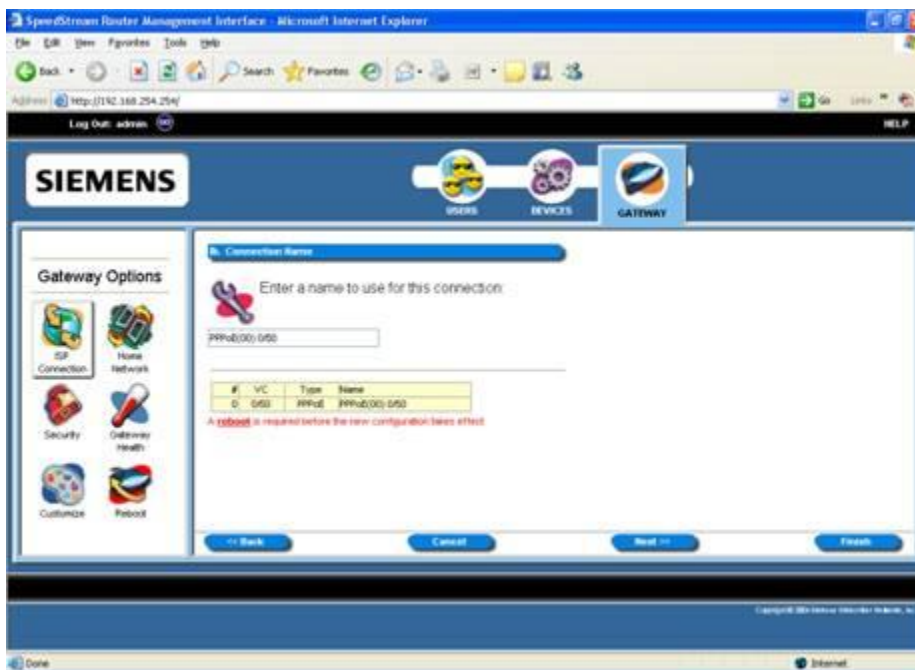 SpeedStream Router Management Interface - Microsoft Internet Explorer
File Edit View Favorites Tools Help
Back Search Favorites
Address http://192.168.254.254/ Go Links
Log Out: admin HELP
SIEMENS
USERS DEVICES GATEWAY
Connection Name
Gateway Options
Enter a name to use for this connection:
PPPoE(00) 0/50
ISP Connection
Home Network
# VC Type Name
0 0/50 PPPoE PPPoE(00) 0/50
A reboot is required before the new configuration takes effect
Security
Gateway Health
Customize
Reboot
<< Back Cancel Next >> Finish
Done Internet